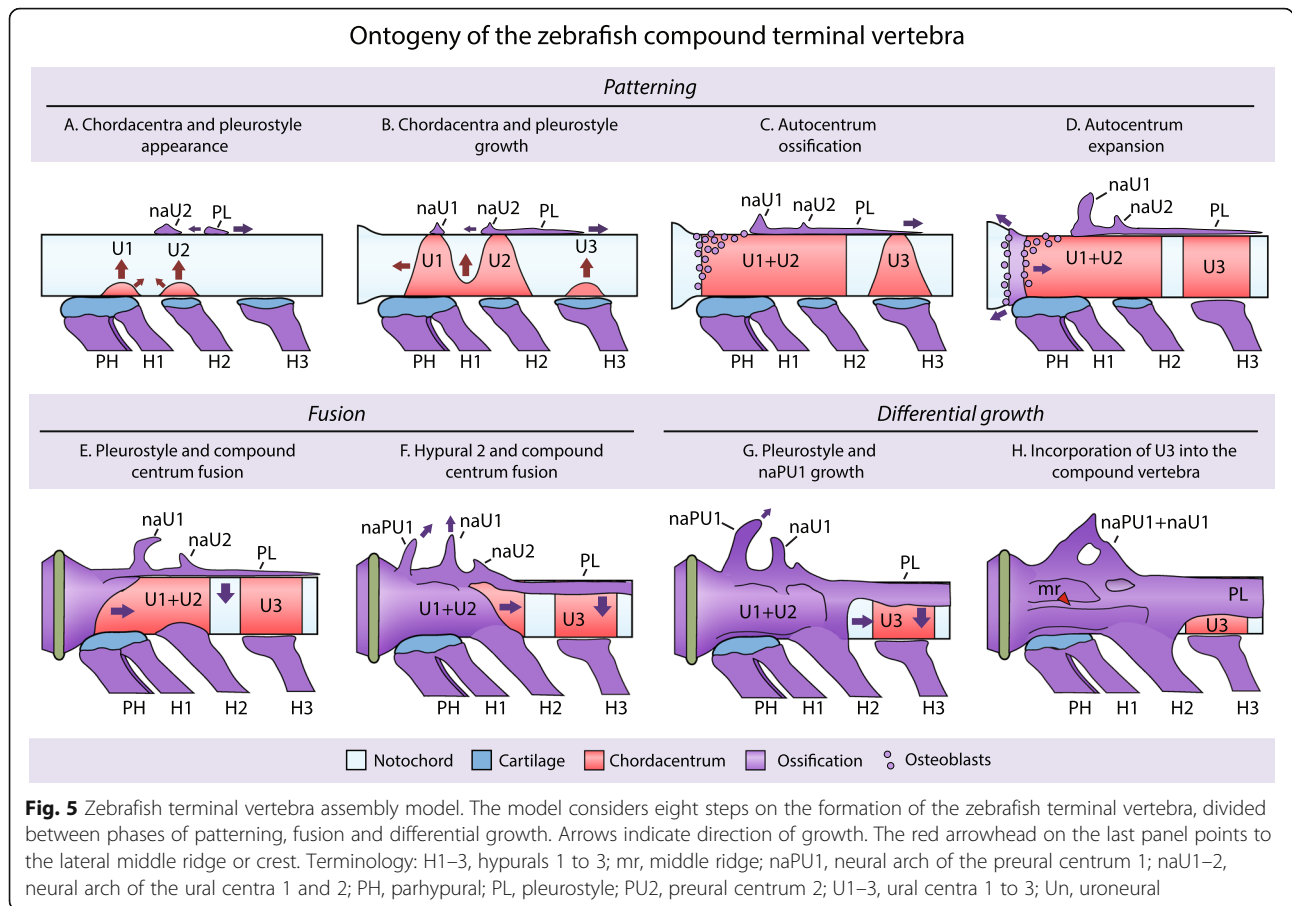 Ontogeny of the zebrafish compound terminal vertebra
Patterning
A. Chordacentra and pleurostyle
appearance
B. Chordacentra and pleurostyle
growth
C. Autocentrum
ossification
D. Autocentrum
expansion
naU2
PL
U1
U2
PH
H1
H2
H3
naU1
naU2
PL
U1
U2
U3
PH
H1
H2
H3
naU1
naU2
PL
U1+U2
U3
PH
H1
H2
H3
naU1
naU2
PL
U1+U2
U3
PH
H1
H2
H3
Fusion
Differential growth
E. Pleurostyle and compound
centrum fusion
F. Hypural 2 and compound
centrum fusion
G. Pleurostyle and
naPU1 growth
H. Incorporation of U3 into the
compound vertebra
naU1
naU2
PL
U1+U2
U3
PH
H1
H2
H3
naPU1
naU1
naU2
PL
U1+U2
U3
PH
H1
H2
H3
naPU1
naU1
PL
U1+U2
U3
PH
H1
H2
H3
naPU1+naU1
mr
PL
U3
PH
H1
H2
H3
Notochord
Cartilage
Chordacentrum
Ossification
Osteoblasts
Fig. 5 Zebrafish terminal vertebra assembly model. The model considers eight steps on the formation of the zebrafish terminal vertebra, divided
between phases of patterning, fusion and differential growth. Arrows indicate direction of growth. The red arrowhead on the last panel points to
the lateral middle ridge or crest. Terminology: H1–3, hypurals 1 to 3; mr, middle ridge; naPU1, neural arch of the preural centrum 1; naU1–2,
neural arch of the ural centra 1 and 2; PH, parhypural; PL, pleurostyle; PU2, preural centrum 2; U1–3, ural centra 1 to 3; Un, uroneural